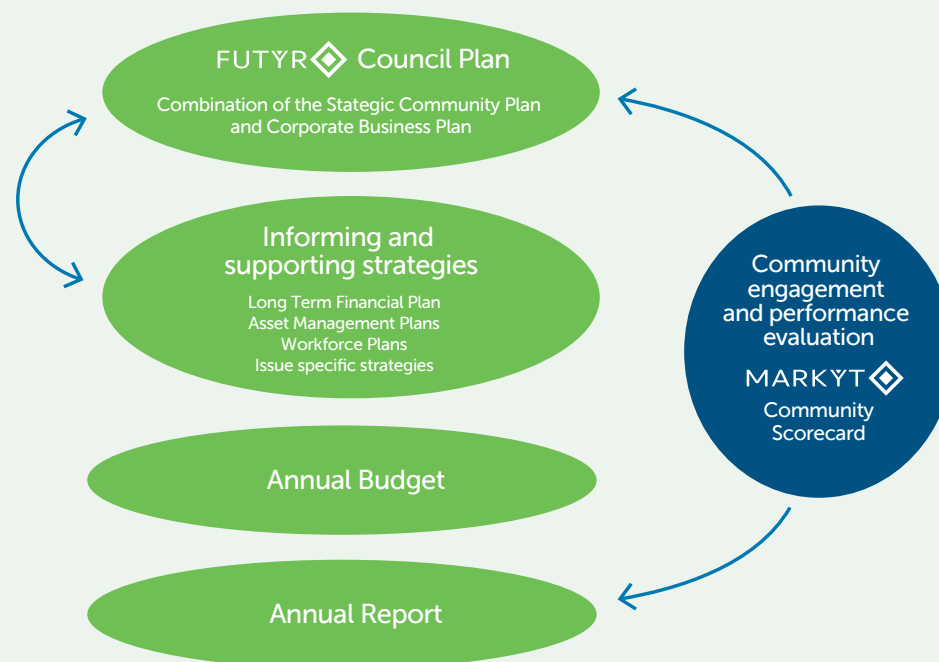 FUTYR Council Plan
Combination of the Stategic Community Plan
and Corporate Business Plan
Informing and
supporting strategies
Long Term Financial Plan
Asset Management Plans
Workforce Plans
Issue specific strategies
Annual Budget
Annual Report
Community
engagement
and performance
evaluation
MARKYT
Community
Scorecard